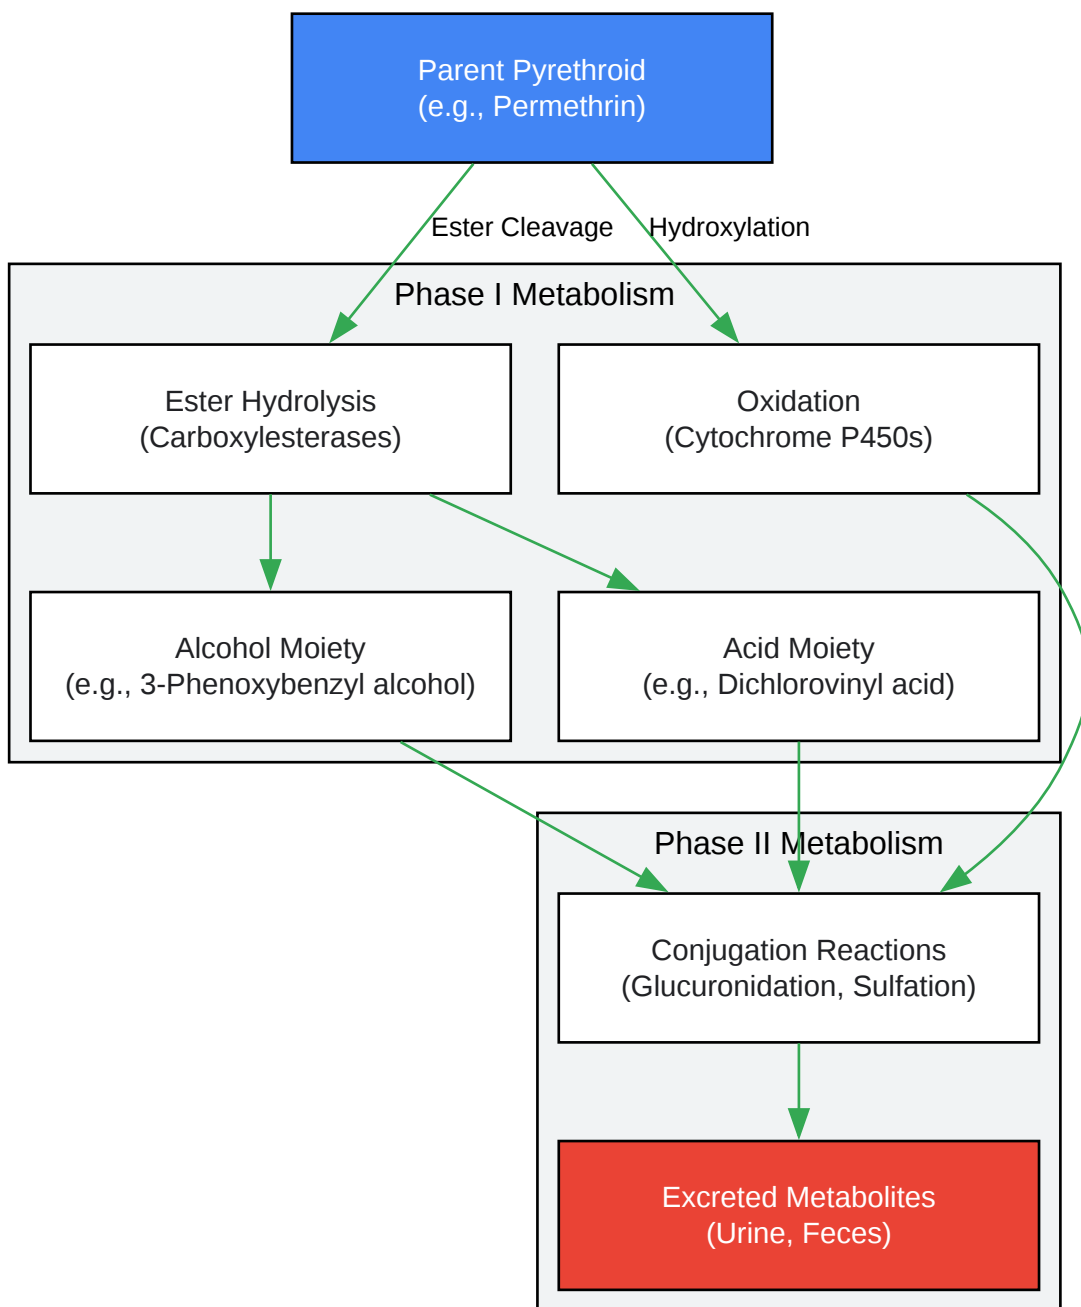 Parent Pyrethroid
(e.g., Permethrin)
Ester Cleavage
Hydroxylation
Phase I Metabolism
Ester Hydrolysis
(Carboxylesterases)
Oxidation
(Cytochrome P450s)
Alcohol Moiety
(e.g., 3-Phenoxybenzyl alcohol)
Acid Moiety
(e.g., Dichlorovinyl acid)
Phase II Metabolism
Conjugation Reactions
(Glucuronidation, Sulfation)
Excreted Metabolites
(Urine, Feces)